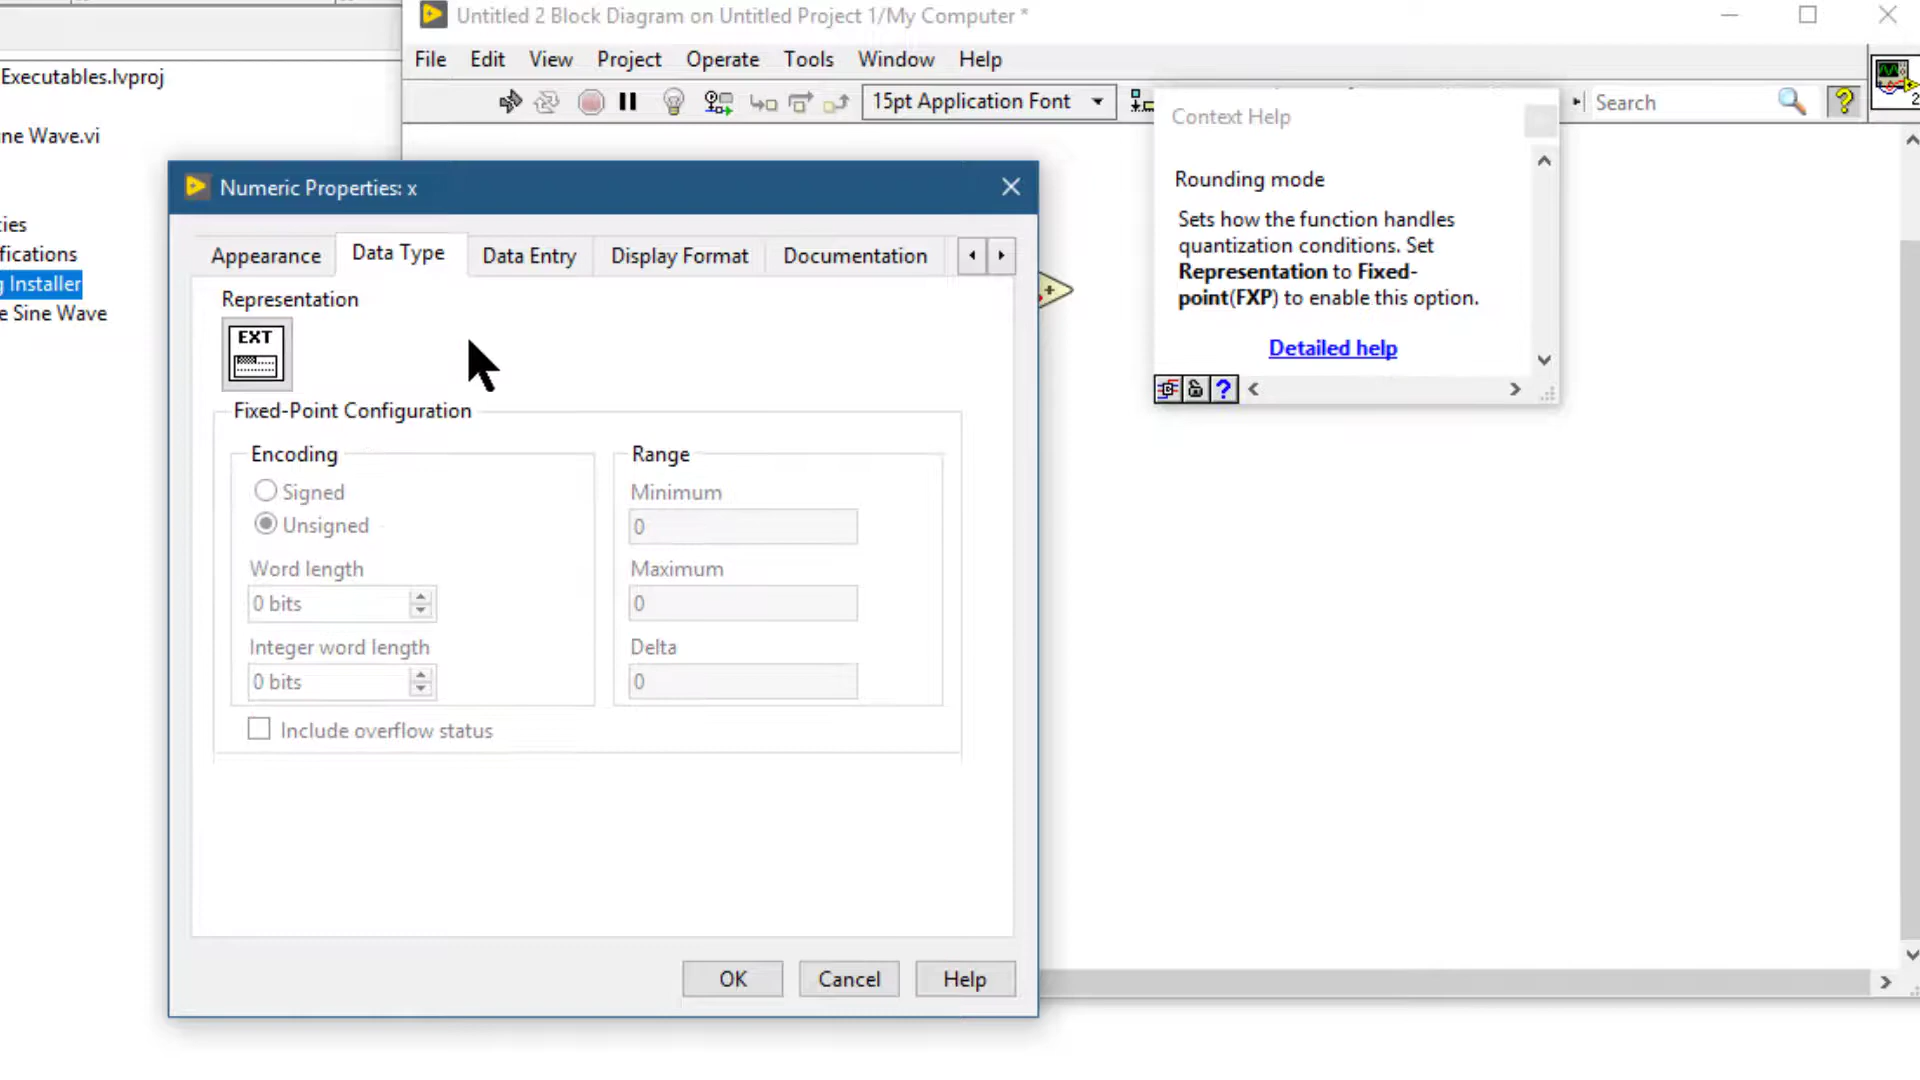 Untitled 2 Block Diagram on Untitled Project 1/My Computer *
File Edit View Project Operate Tools Window Help
Executables.lvproj
15pt Application Font
Search
2
ne Wave.vi
Context Help
Rounding mode
Sets how the function handles
quantization conditions. Set
Representation to Fixed-
point(FXP) to enable this option.
Detailed help
?
ies
fications
g Installer
e Sine Wave
Numeric Properties: x
Appearance Data Type Data Entry Display Format Documentation
Representation
EXT
Fixed-Point Configuration
Encoding
Signed
Unsigned
Word length
0 bits
Integer word length
0 bits
Include overflow status
Range
Minimum
0
Maximum
0
Delta
0
OK Cancel Help